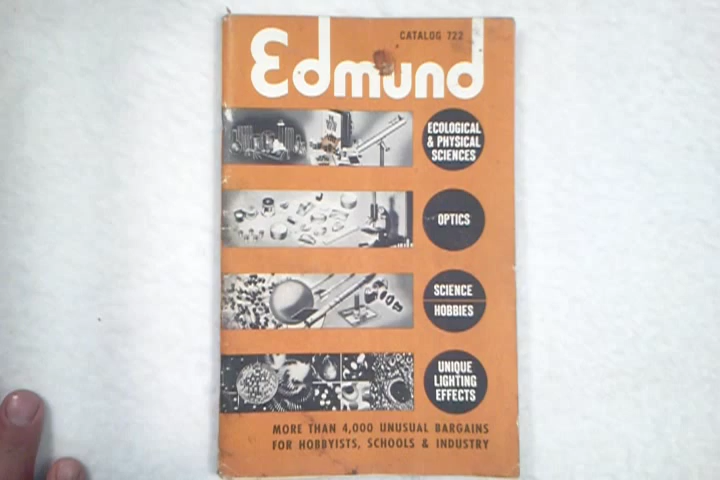 CATALOG 722
Edmund
ECOLOGICAL
& PHYSICAL
SCIENCES
OPTICS
SCIENCE
HOBBIES
UNIQUE
LIGHTING
EFFECTS
MORE THAN 4,000 UNUSUAL BARGAINS
FOR HOBBYISTS, SCHOOLS & INDUSTRY